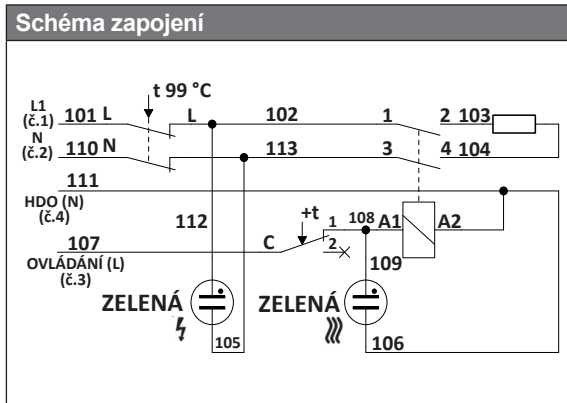 Schéma zapojení
t 99 °C
L1 101 L L 102 1 2 103
(č.1)
N 110 N 113 3 4 104
(č.2)
111
HDO (N)
(č.4)
112 +t 1 108 A1 A2
107 C 2
OVLÁDÁNÍ (L) 109
(č.3)
ZELENÁ ZELENÁ
105 106